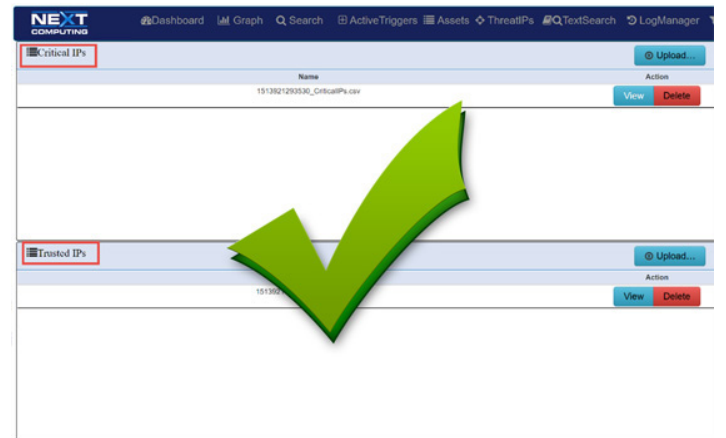 NEXT
COMPUTING
Dashboard Graph Search ActiveTriggers Assets ThreatIPs TextSearch LogManager
Critical IPs
Upload...
Name Action
1513921293530_CriticalIPs.csv
View Delete
Trusted IPs
Upload...
Action
View Delete